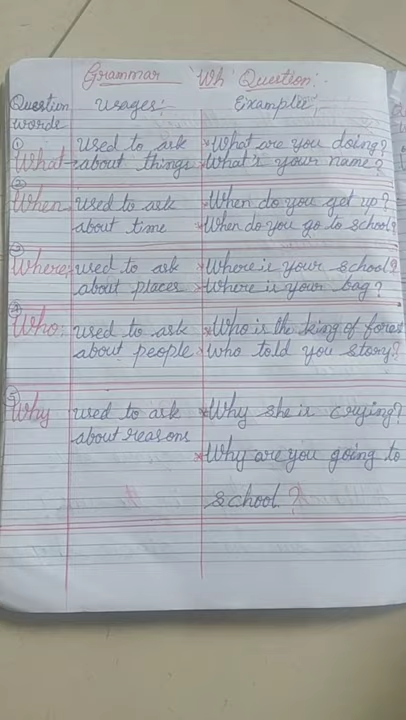 Grammar 'Wh' Question:
Question words usages: Examples:
① What → used to ask about things
*What are you doing?
*What's your name?
② When used to ask about time
*When do you get up?
*When do you go to school?
③ Where: used to ask about places
*Where is your school?
*Where is your bag?
④ Who: used to ask about people
*Who is the king of forest
*who told you story?
⑤ Why used to ask about reasons
*Why she is crying?
*Why are you going to
school?